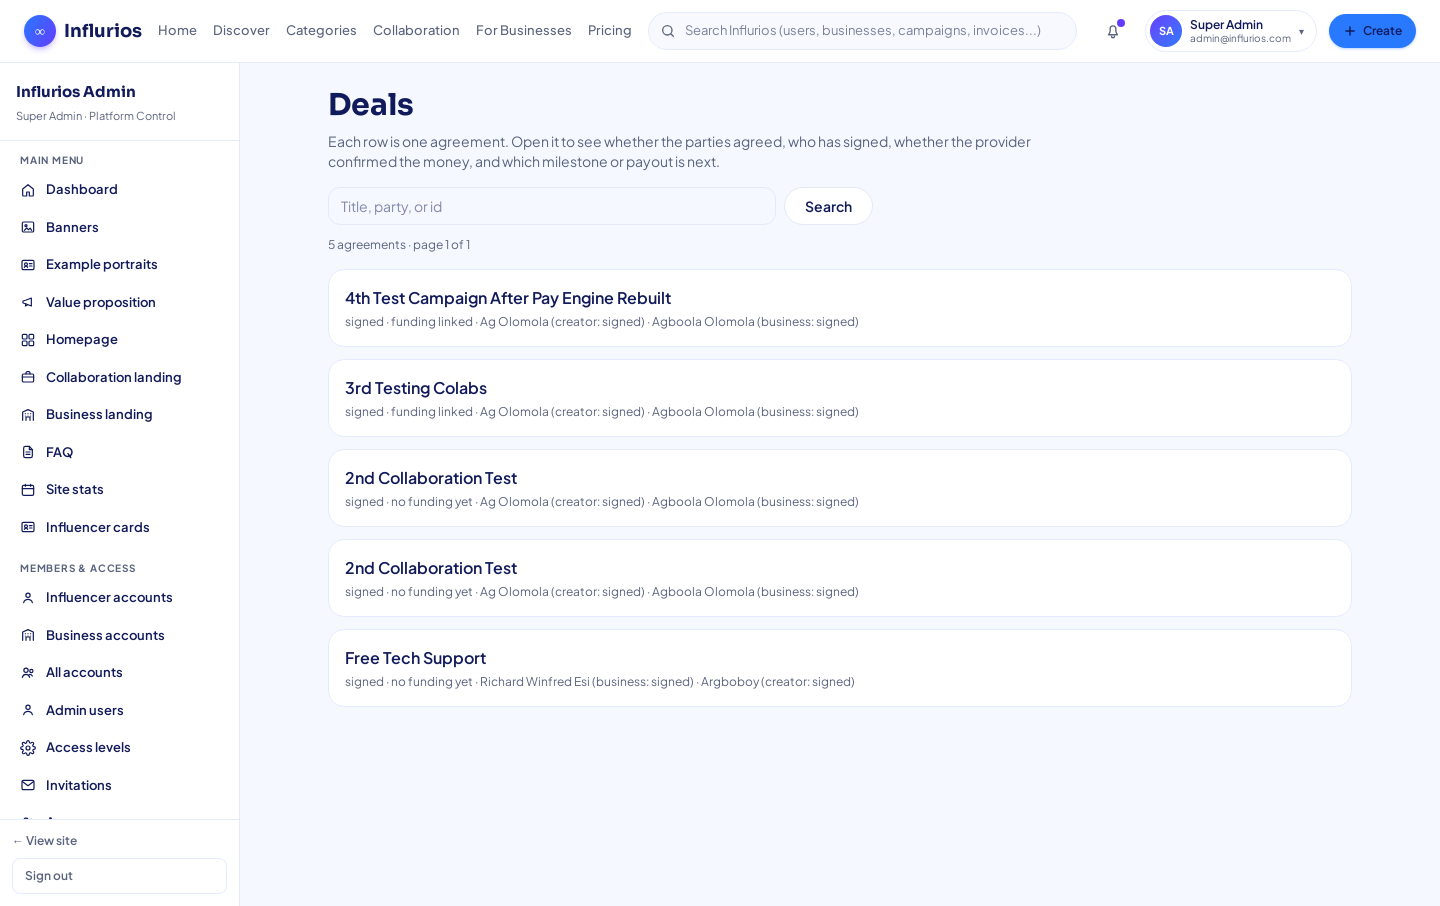 ∞ Influrios Home Discover Categories Collaboration For Businesses Pricing Search Influrios (users, businesses, campaigns, invoices...) SA Super Admin ▾ + Create
admin@influrios.com
Influrios Admin
Super Admin · Platform Control
MAIN MENU
Dashboard
Banners
Example portraits
Value proposition
Homepage
Collaboration landing
Business landing
FAQ
Site stats
Influencer cards
MEMBERS & ACCESS
Influencer accounts
Business accounts
All accounts
Admin users
Access levels
Invitations
← View site
Sign out
Deals
Each row is one agreement. Open it to see whether the parties agreed, who has signed, whether the provider
confirmed the money, and which milestone or payout is next.
Title, party, or id Search
5 agreements · page 1 of 1
4th Test Campaign After Pay Engine Rebuilt
signed · funding linked · Ag Olomola (creator: signed) · Agboola Olomola (business: signed)
3rd Testing Colabs
signed · funding linked · Ag Olomola (creator: signed) · Agboola Olomola (business: signed)
2nd Collaboration Test
signed · no funding yet · Ag Olomola (creator: signed) · Agboola Olomola (business: signed)
2nd Collaboration Test
signed · no funding yet · Ag Olomola (creator: signed) · Agboola Olomola (business: signed)
Free Tech Support
signed · no funding yet · Richard Winfred Esi (business: signed) · Argboboy (creator: signed)